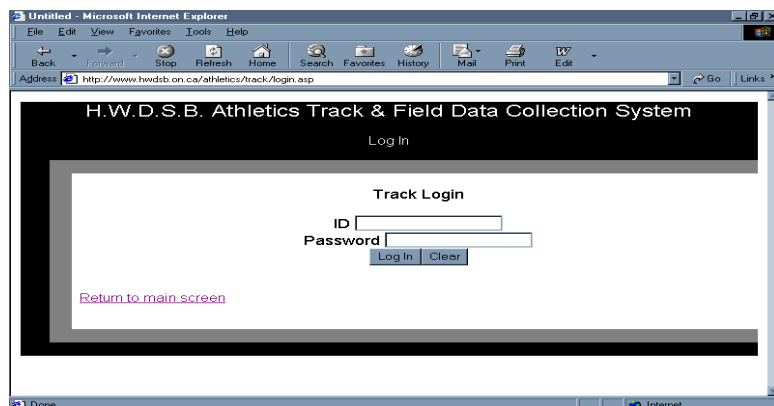 Untitled - Microsoft Internet Explorer
File Edit View Favorites Tools Help
Back Forward Stop Refresh Home Search Favorites History Mail Print Edit
Address http://www.hwdsb.on.ca/athletics/track/login.asp Go Links
H.W.D.S.B. Athletics Track & Field Data Collection System
Log In
Track Login
ID
Password
Log In Clear
Return to main screen
Done Internet